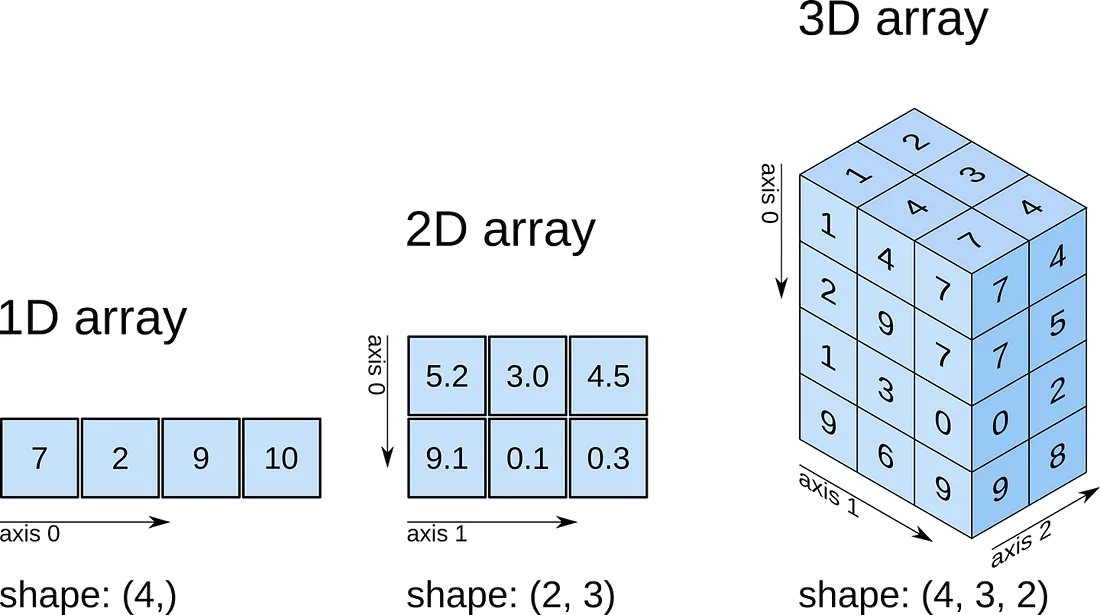 1D array
7 2 9 10
axis 0
shape: (4,)
2D array
axis 0
5.2 3.0 4.5
9.1 0.1 0.3
axis 1
shape: (2, 3)
3D array
axis 0
2
1 3
4 4
7
1 4 7 7 4
2 9 7 7 5
1 3 0 0 2
9 6 9 9 8
axis 1
axis 2
shape: (4, 3, 2)